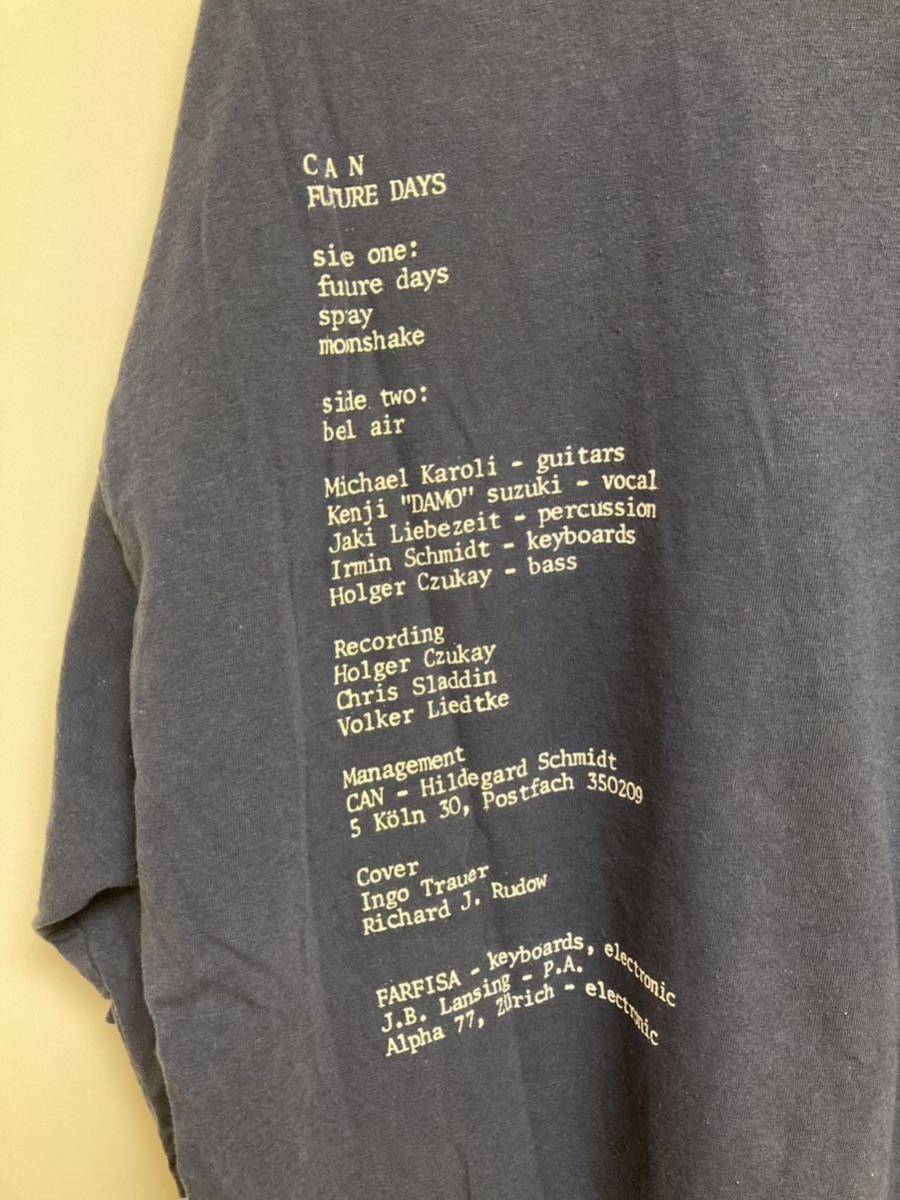 C A N
FUTURE DAYS
sie one:
fuure days
spay
monshake
side two:
bel air
Michael Karoli - guitars
Kenji "DAMO" suzuki - vocal
Jaki Liebezeit - percussion
Irmin Schmidt - keyboards
Holger Czukay - bass
Recording
Holger Czukay
Chris Sladdin
Volker Liedtke
Management
CAN - Hildegard Schmidt
5 Köln 30, Postfach 350209
Cover
Ingo Trauer
Richard J. Rudow
FARFISA - keyboards, electronic
J.B. Lansing - P.A.
Alpha 77, Zürich - electronic